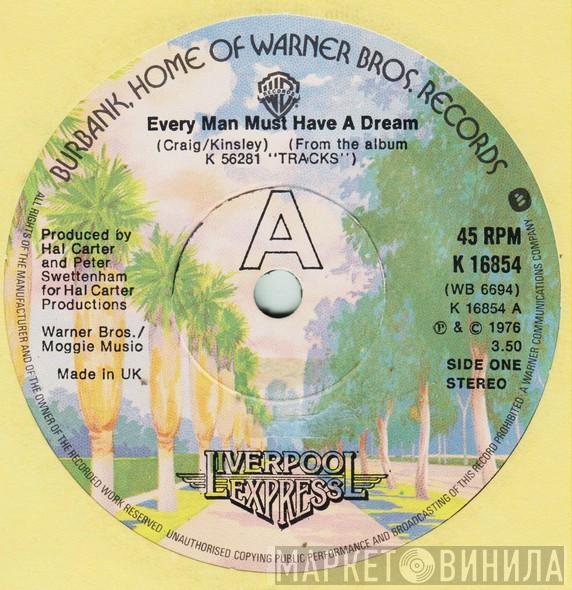 BURBANK, HOME OF WARNER BROS. RECORDS
RECORDS
Every Man Must Have A Dream
(Craig/Kinsley) (From the album
K 56281 "TRACKS")
A
Produced by
Hal Carter
and Peter
Swettenham
for Hal Carter
Productions
Warner Bros./
Moggie Music
Made in UK
45 RPM
K 16854
(WB 6694)
K 16854 A
℗ & © 1976
3.50
SIDE ONE
STEREO
LIVERPOOL
EXPRESS
ALL RIGHTS OF THE MANUFACTURER AND OF THE OWNER OF THE RECORDED WORK RESERVED. UNAUTHORISED COPYING PUBLIC PERFORMANCE AND BROADCASTING OF THIS RECORD PROHIBITED. A WARNER COMMUNICATIONS COMPANY
МАРКЕТ ВИНИЛА